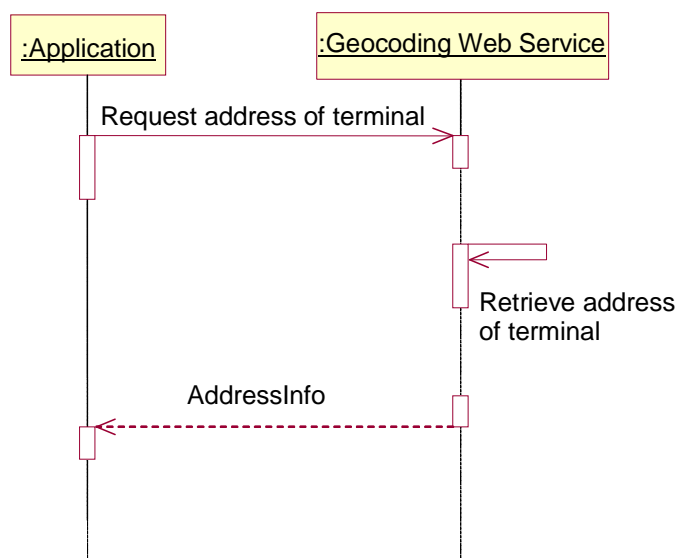 :Application
:Geocoding Web Service
Request address of terminal
Retrieve address
of terminal
AddressInfo